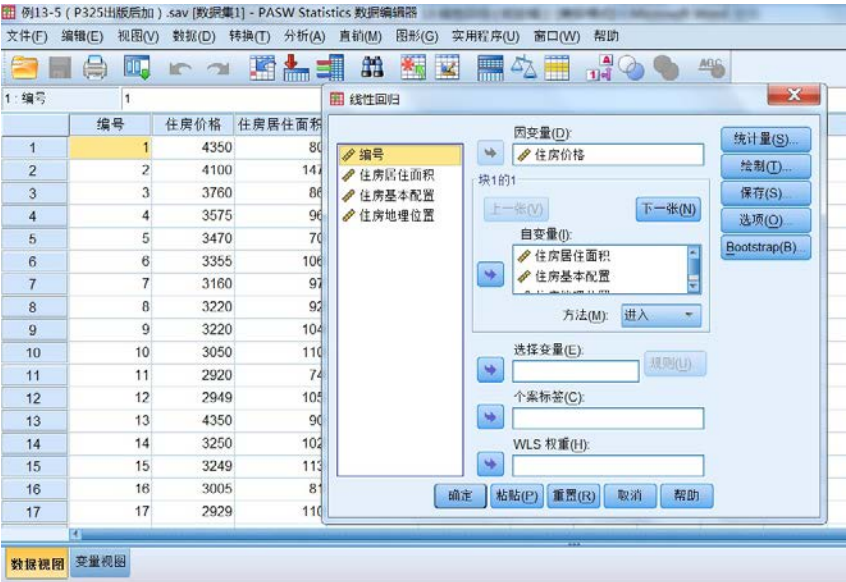 例13-5（P325出版后加）.sav [数据集1] - PASW Statistics 数据编辑器
文件(F) 编辑(E) 视图(V) 数据(D) 转换(T) 分析(A) 直销(M) 图形(G) 实用程序(U) 窗口(W) 帮助
1 : 编号 1
编号 住房价格 住房居住面积
1 1 4350 80
2 2 4100 147
3 3 3760 86
4 4 3575 96
5 5 3470 70
6 6 3355 106
7 7 3160 97
8 8 3220 92
9 9 3220 104
10 10 3050 110
11 11 2920 74
12 12 2949 105
13 13 4350 90
14 14 3250 102
15 15 3249 113
16 16 3005 81
17 17 2929 110
数据视图 变量视图
线性回归
编号
住房居住面积
住房基本配置
住房地理位置
因变量(D):
住房价格
块1的1
上一张(V) 下一张(N)
自变量(I):
住房居住面积
住房基本配置
方法(M): 进入
选择变量(E):
规则(U)
个案标签(C):
WLS 权重(H):
统计量(S)...
绘制(T)...
保存(S)...
选项(O)...
Bootstrap(B)...
确定 粘贴(P) 重置(R) 取消 帮助